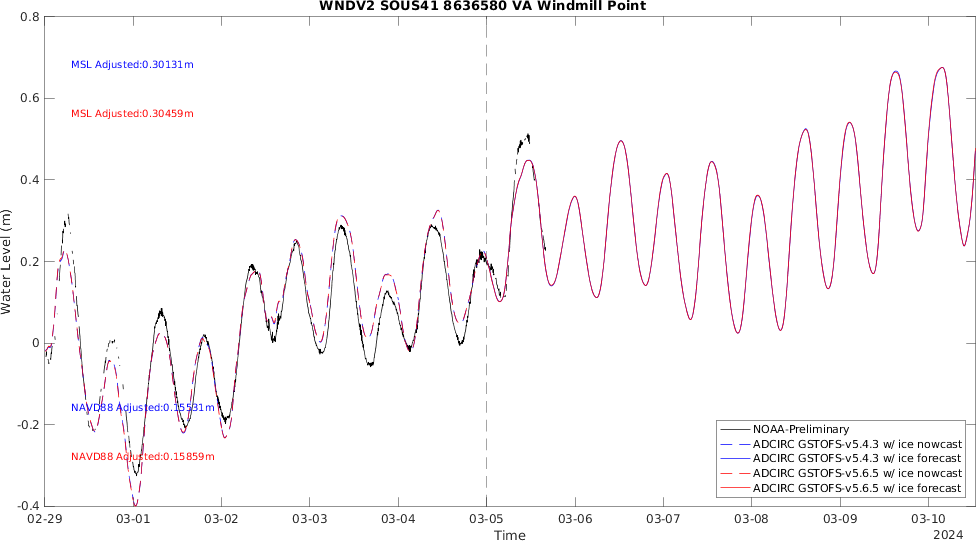 WNDV2 SOUS41 8636580 VA Windmill Point
0.8
0.6
0.4
0.2
0
-0.2
-0.4
Water Level (m)
MSL Adjusted:0.30131m
MSL Adjusted:0.30459m
NAVD88 Adjusted:0.15531m
NAVD88 Adjusted:0.15859m
NOAA-Preliminary
ADCIRC GSTOFS-v5.4.3 w/ ice nowcast
ADCIRC GSTOFS-v5.4.3 w/ ice forecast
ADCIRC GSTOFS-v5.6.5 w/ ice nowcast
ADCIRC GSTOFS-v5.6.5 w/ ice forecast
02-29 03-01 03-02 03-03 03-04 03-05 03-06 03-07 03-08 03-09 03-10
Time
2024